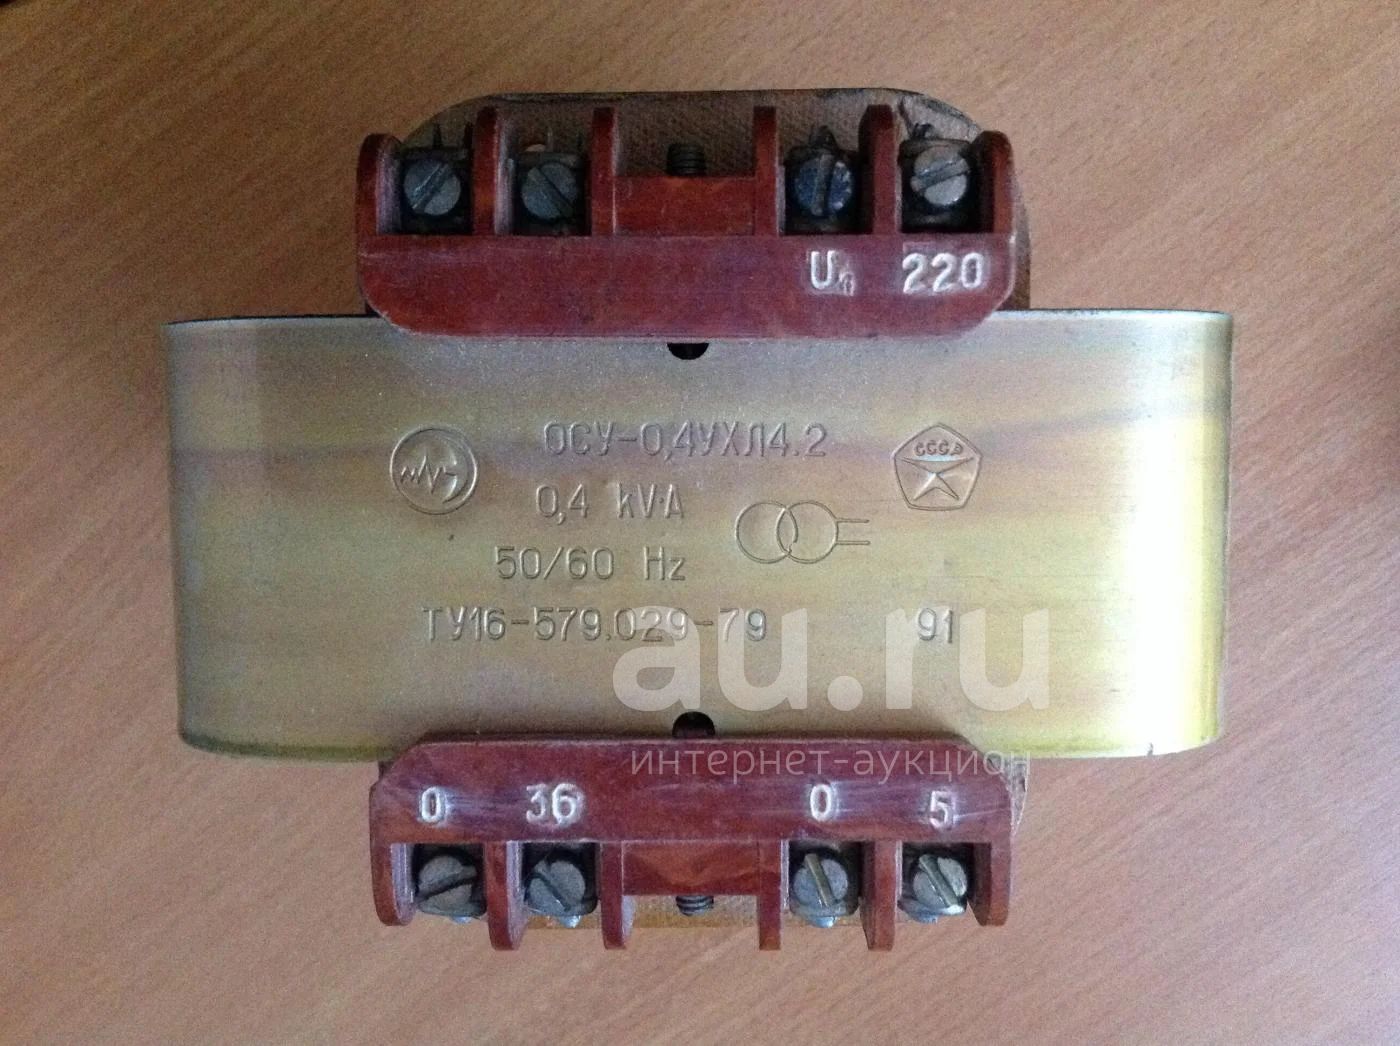 U₀ 220
ОСУ-0,4УХЛ4.2
СССР
0,4 kV·A
50/60 Hz
ТУ16-579.029-79 91
au.ru
интернет-аукцион
0 36 0 5